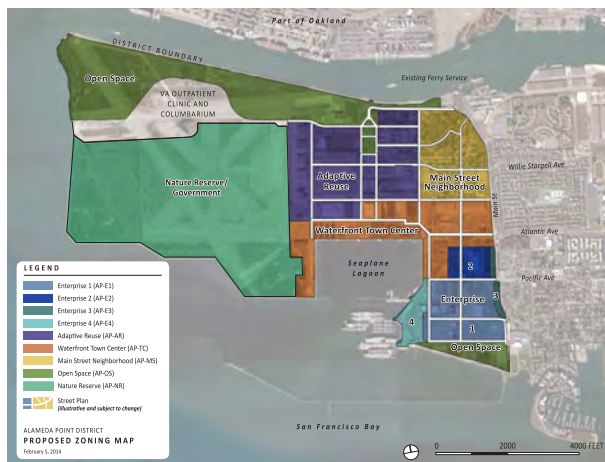 Part of Oakland
DISTRICT BOUNDARY
Open Space
Existing Ferry Service
VA OUTPATIENT
CLINIC AND
COLUMBARIUM
Willie Stargell Ave
Nature Reserve/
Government
Adaptive
Reuse
Main Street
Neighborhood
Main St
Waterfront Town Center
Atlantic Ave
Seaplane
Lagoon
2
Pacific Ave
Enterprise
3
4
1
Open Space
San Francisco Bay
LEGEND
Enterprise 1 (AP-E1)
Enterprise 2 (AP-E2)
Enterprise 3 (AP-E3)
Enterprise 4 (AP-E4)
Adaptive Reuse (AP-AR)
Waterfront Town Center (AP-TC)
Main Street Neighborhood (AP-MS)
Open Space (AP-OS)
Nature Reserve (AP-NR)
Street Plan
(illustrative and subject to change)
ALAMEDA POINT DISTRICT
PROPOSED ZONING MAP
February 5, 2014
0 2000 4000 FEET